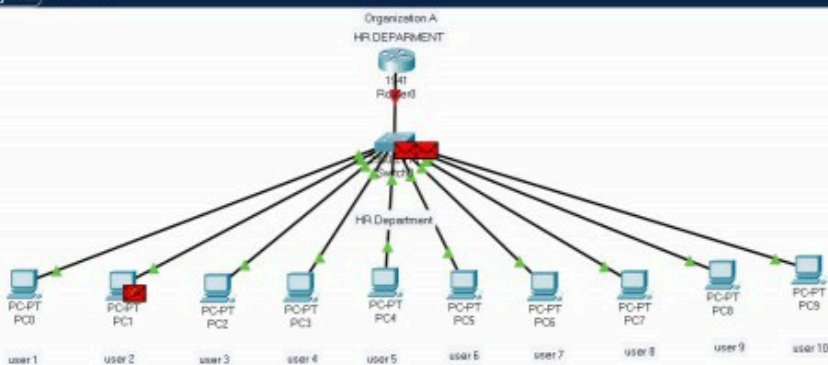 Organization A
HR DEPARMENT
1941
Router0
HR Department
PC-PT
PC0
PC-PT
PC1
PC-PT
PC2
PC-PT
PC3
PC-PT
PC4
PC-PT
PC5
PC-PT
PC6
PC-PT
PC7
PC-PT
PC8
PC-PT
PC9
user 1
user 2
user 3
user 4
user 5
user 6
user 7
user 8
user 9
user 10